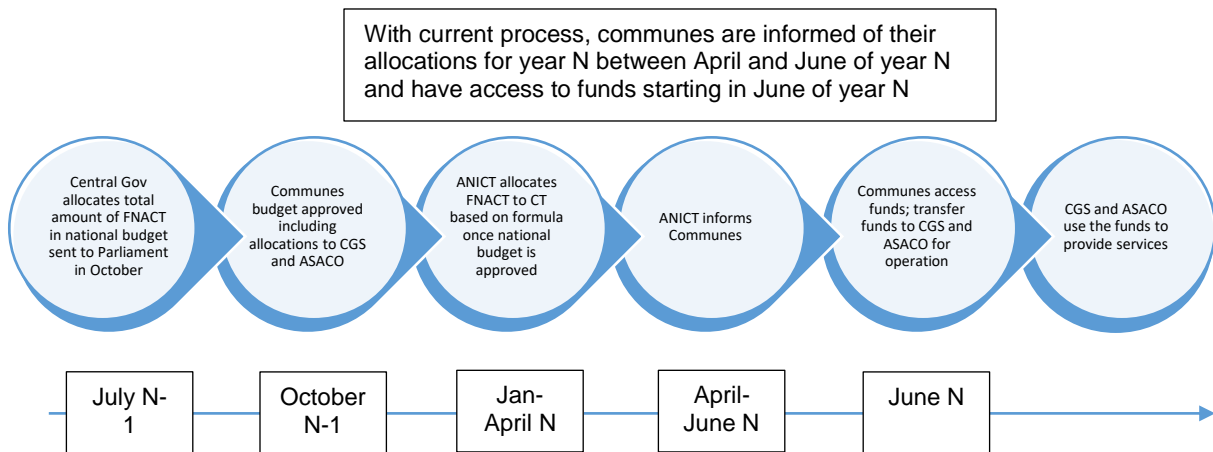 With current process, communes are informed of their
allocations for year N between April and June of year N
and have access to funds starting in June of year N
Central Gov
allocates total
amount of FNACT
in national budget
sent to Parliament
in October
Communes
budget approved
including
allocations to CGS
and ASACO
ANICT allocates
FNACT to CT
based on formula
once national
budget is
approved
ANICT informs
Communes
Communes access
funds; transfer
funds to CGS and
ASACO for
operation
CGS and ASACO
use the funds to
provide services
July N-
1
October
N-1
Jan-
April N
April-
June N
June N